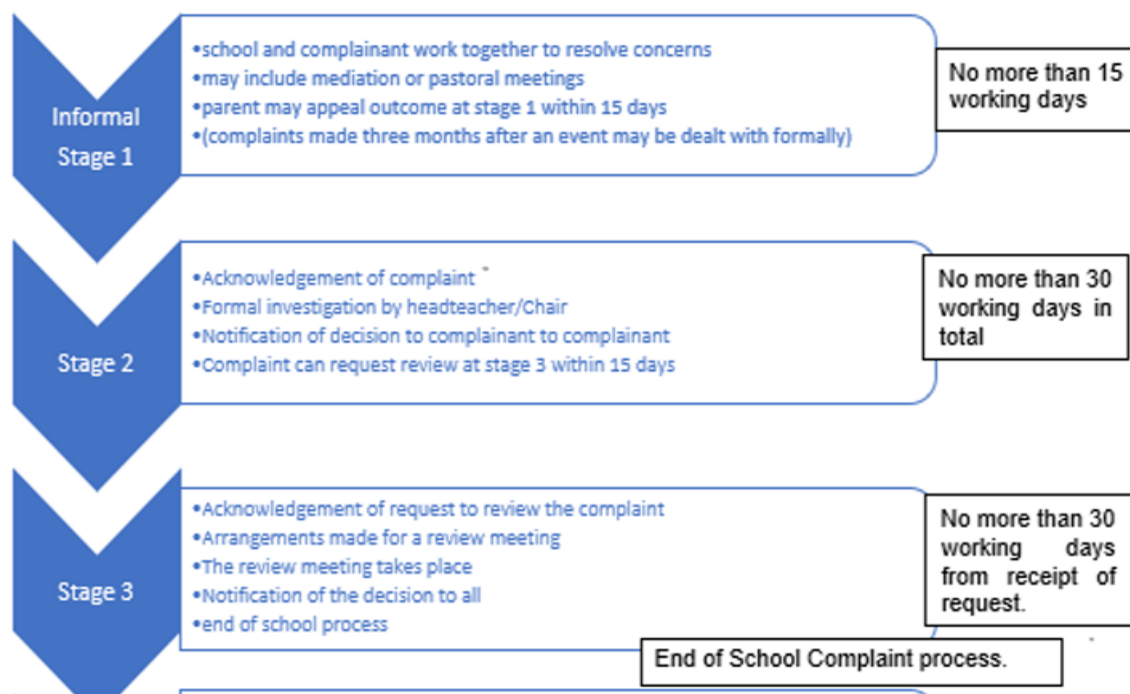 Informal
Stage 1
•school and complainant work together to resolve concerns
•may include mediation or pastoral meetings
•parent may appeal outcome at stage 1 within 15 days
•(complaints made three months after an event may be dealt with formally)
No more than 15
working days
Stage 2
•Acknowledgement of complaint
•Formal investigation by headteacher/Chair
•Notification of decision to complainant to complainant
•Complaint can request review at stage 3 within 15 days
No more than 30
working days in
total
Stage 3
•Acknowledgement of request to review the complaint
•Arrangements made for a review meeting
•The review meeting takes place
•Notification of the decision to all
•end of school process
No more than 30
working days
from receipt of
request.
End of School Complaint process.